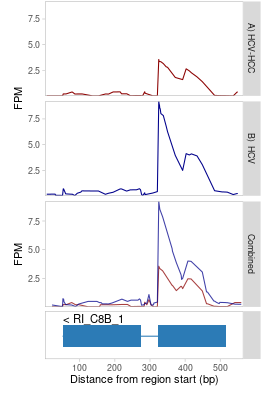 7.5
5.0
2.5
A) HCV-HCC
FPM
7.5
5.0
2.5
B) HCV
7.5
5.0
2.5
FPM
Combined
< RI_C8B_1
100 200 300 400 500
Distance from region start (bp)